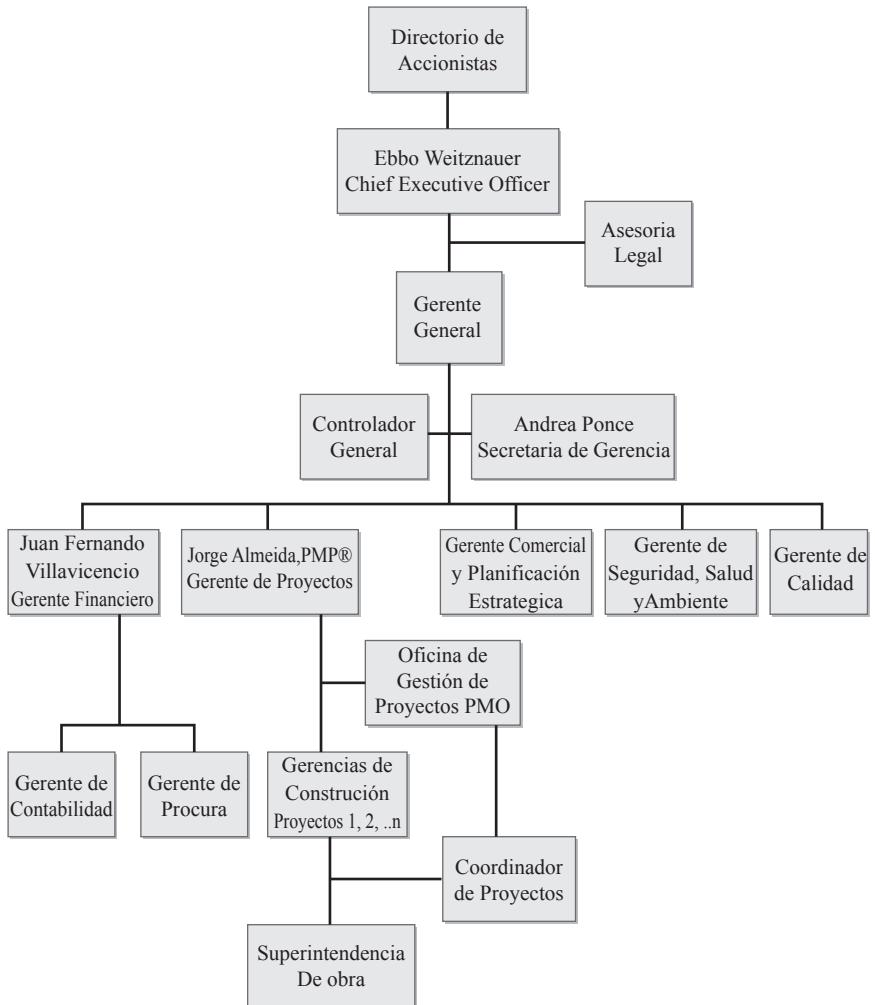 Directorio de
Accionistas
Ebbo Weitznauer
Chief Executive Officer
Asesoria
Legal
Gerente
General
Controlador
General
Andrea Ponce
Secretaria de Gerencia
Juan Fernando
Villavicencio
Gerente Financiero
Jorge Almeida,PMP®
Gerente de Proyectos
Gerente Comercial
y Planificación
Estrategica
Gerente de
Seguridad, Salud
yAmbiente
Gerente de
Calidad
Oficina de
Gestión de
Proyectos PMO
Gerente de
Contabilidad
Gerente de
Procura
Gerencias de
Construción
Proyectos 1, 2, ..n
Coordinador
de Proyectos
Superintendencia
De obra